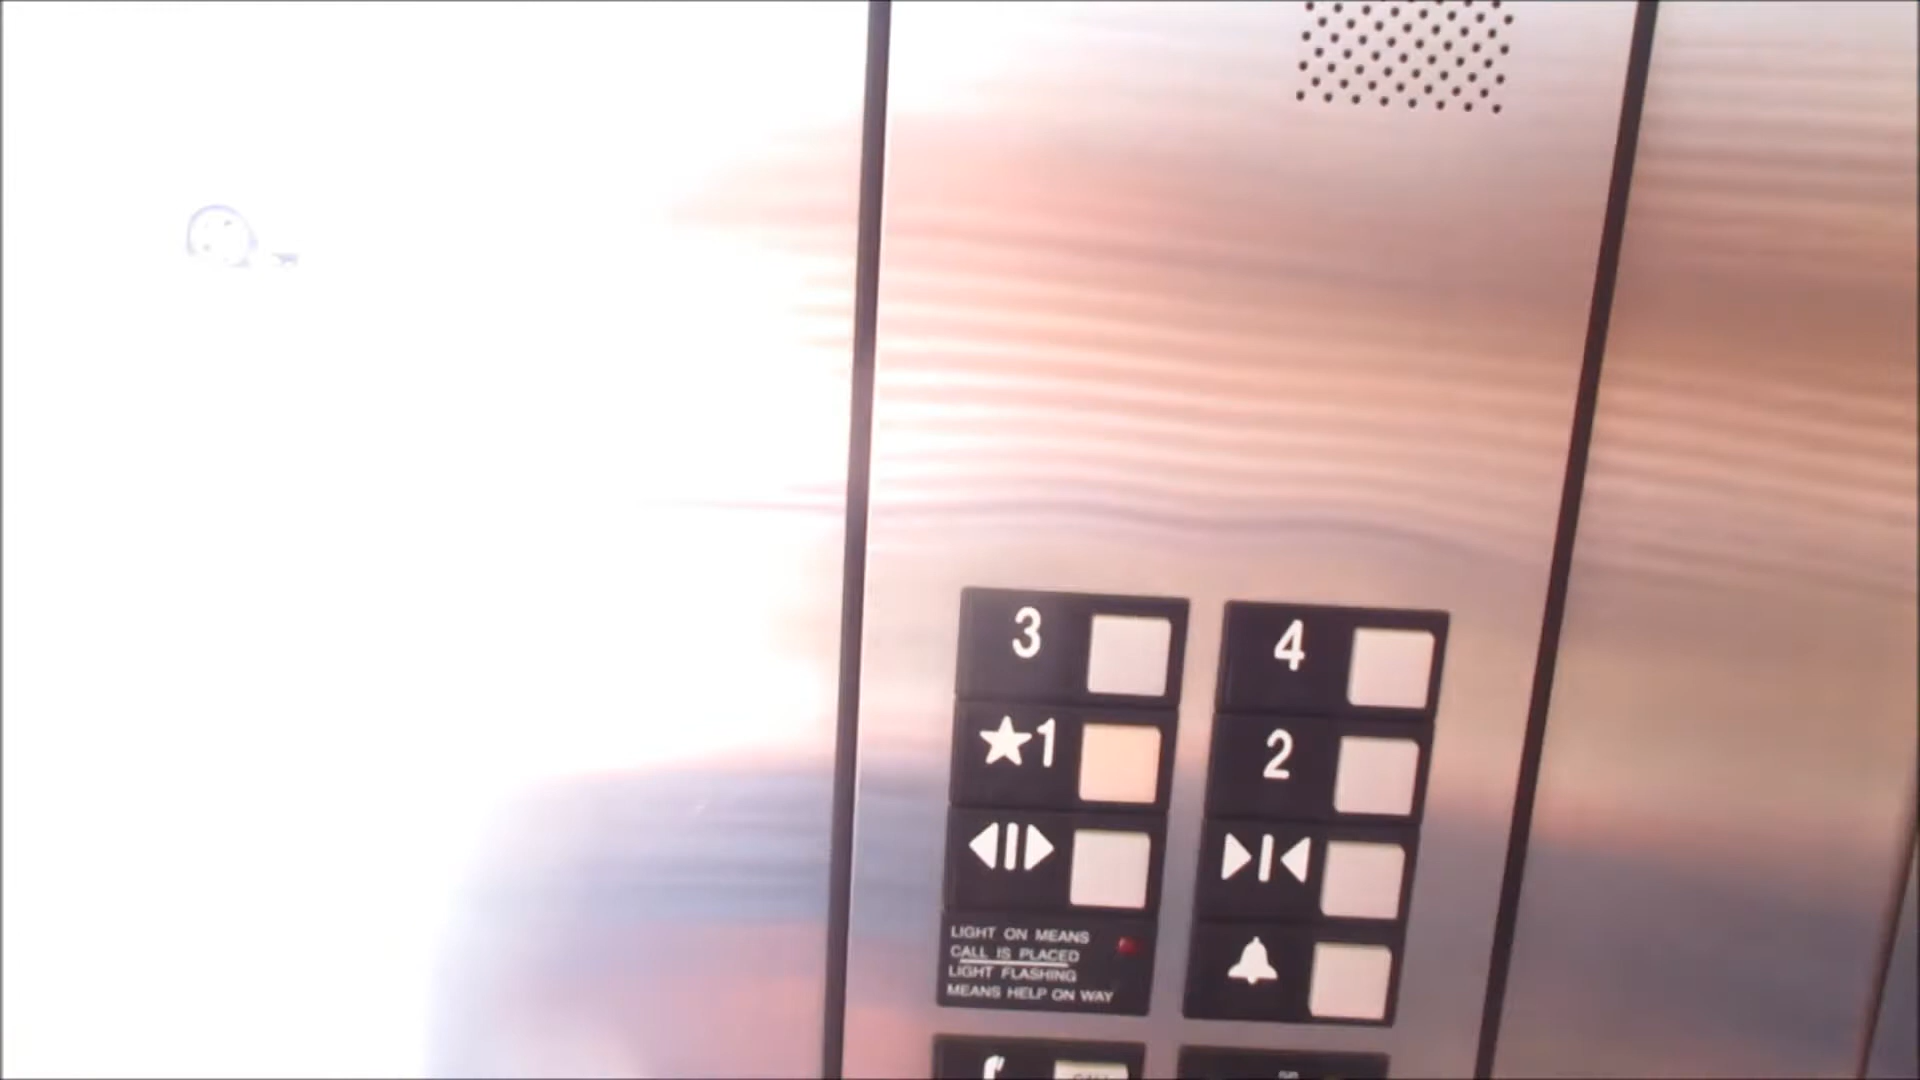 3
4
★1
2
LIGHT ON MEANS
CALL IS PLACED
LIGHT FLASHING
MEANS HELP ON WAY